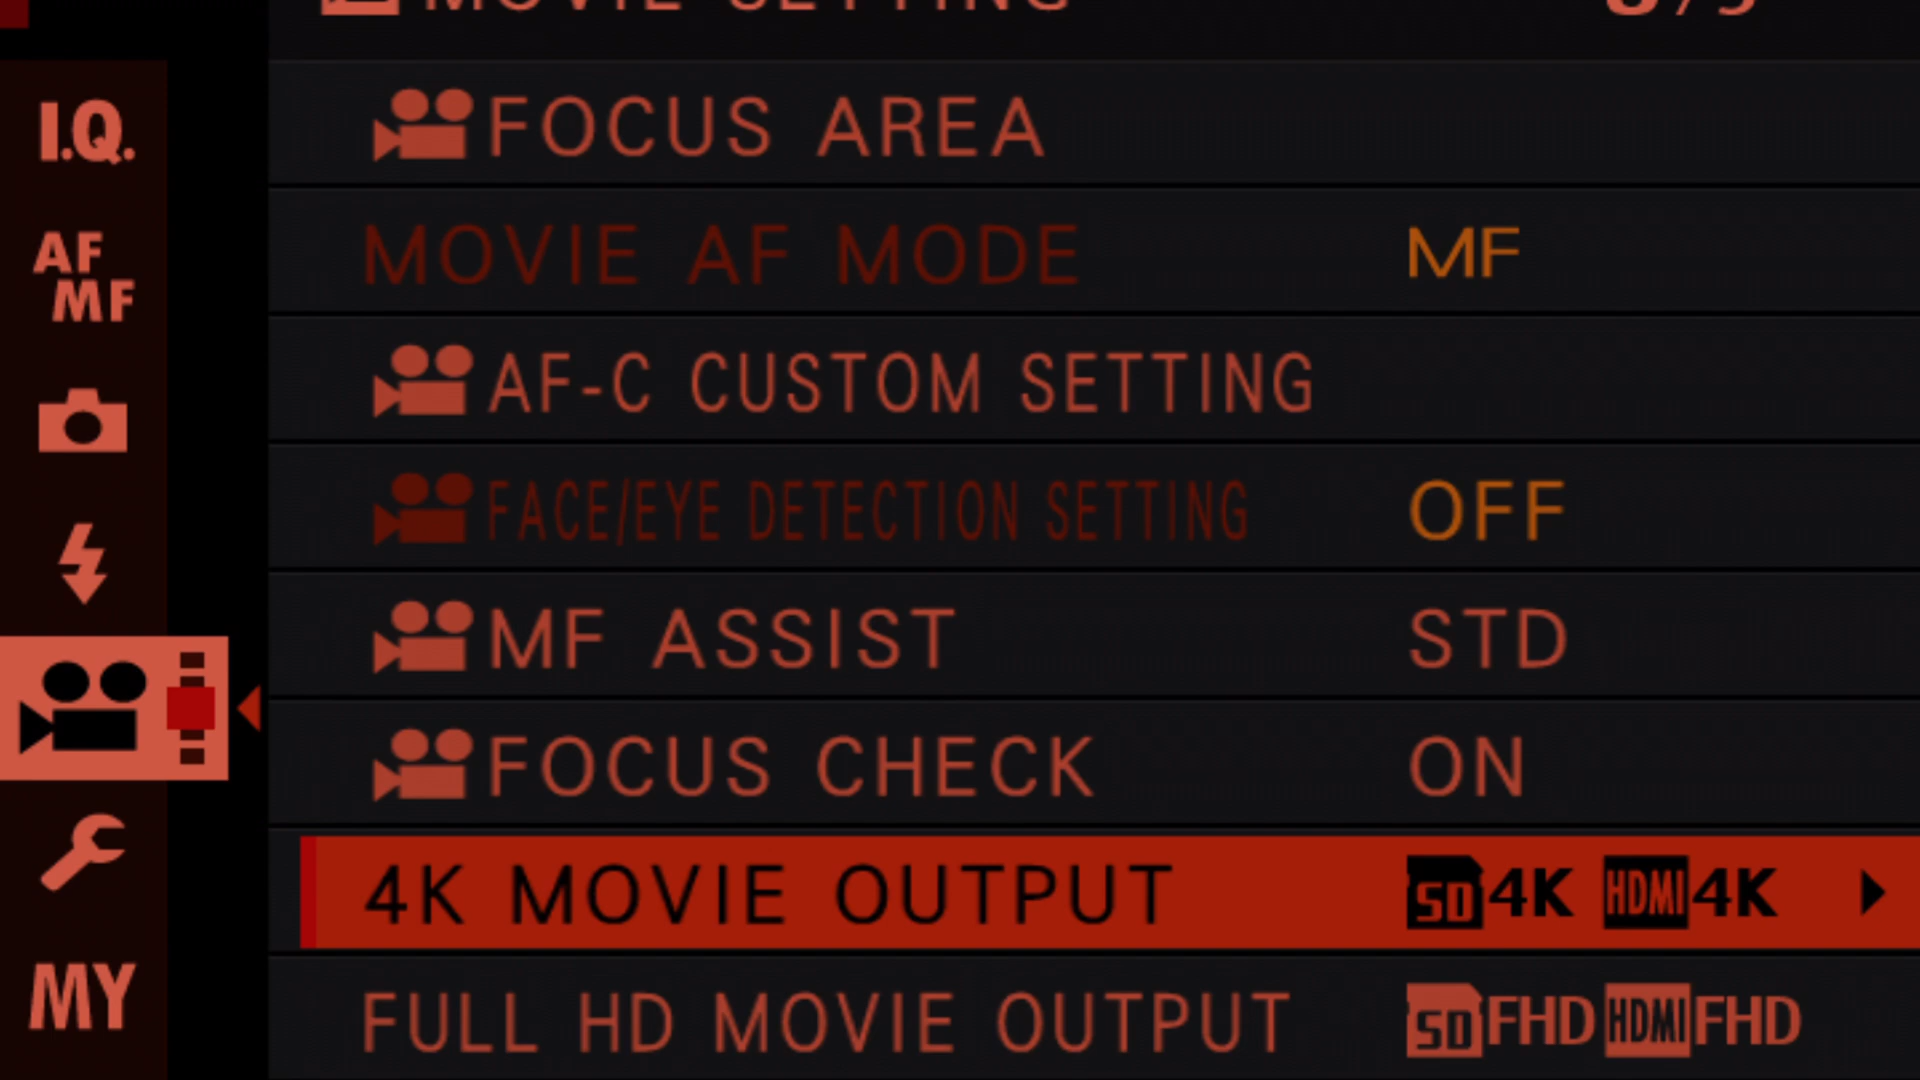 MOVIE SETTING
I.Q.
FOCUS AREA
AF
MF
MOVIE AF MODE MF
AF-C CUSTOM SETTING
FACE/EYE DETECTION SETTING OFF
MF ASSIST STD
FOCUS CHECK ON
4K MOVIE OUTPUT SD 4K HDMI 4K
MY
FULL HD MOVIE OUTPUT SD FHD HDMI FHD